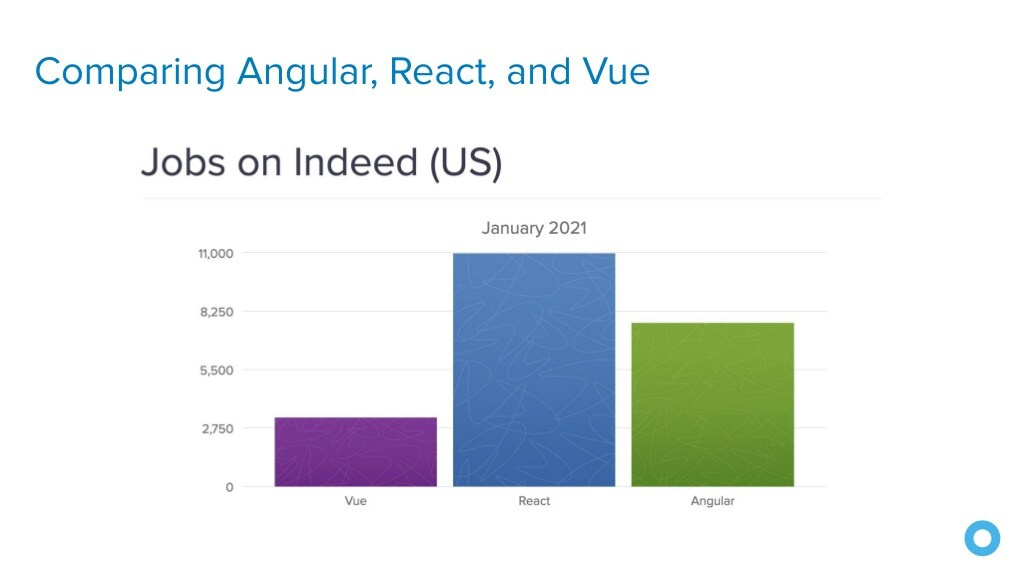 Comparing Angular, React, and Vue
Jobs on Indeed (US)
January 2021
11,000
8,250
5,500
2,750
0
Vue React Angular